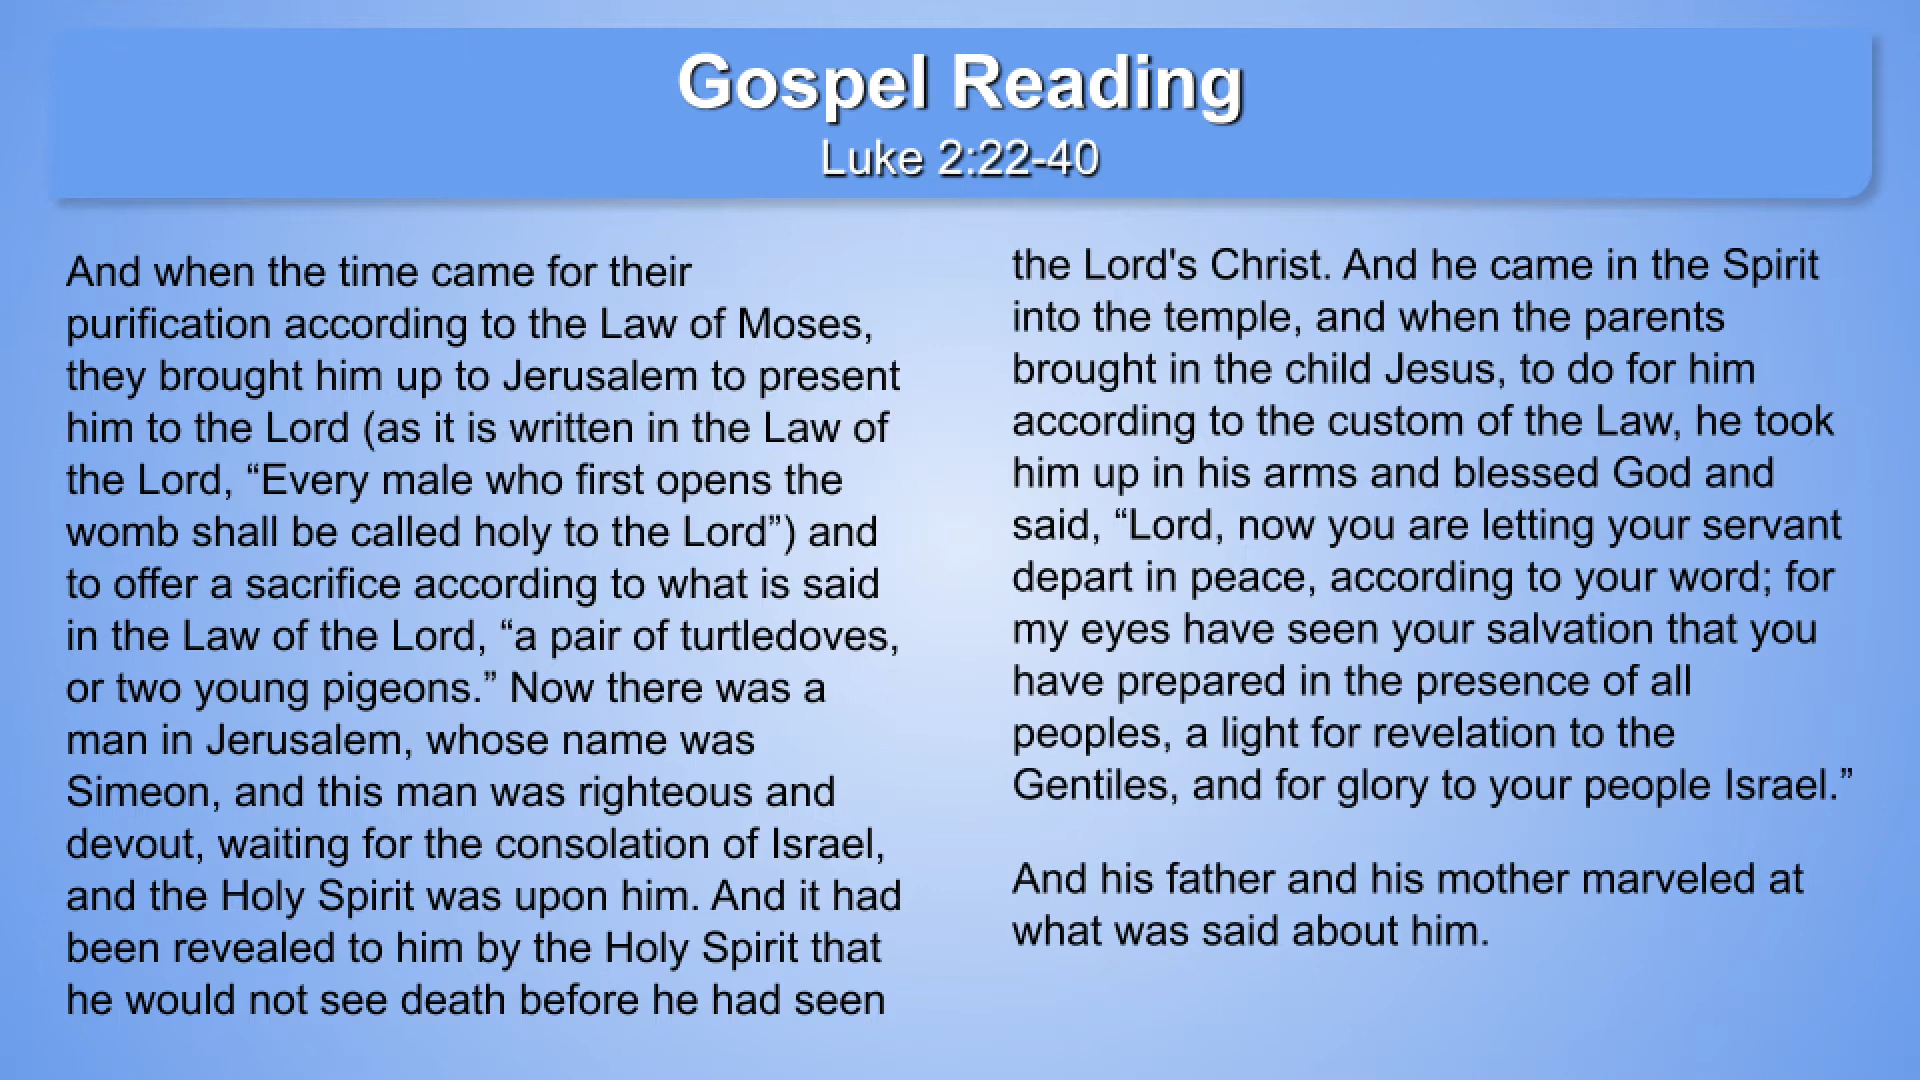 Gospel Reading
Luke 2:22-40
And when the time came for their
purification according to the Law of Moses,
they brought him up to Jerusalem to present
him to the Lord (as it is written in the Law of
the Lord, “Every male who first opens the
womb shall be called holy to the Lord”) and
to offer a sacrifice according to what is said
in the Law of the Lord, “a pair of turtledoves,
or two young pigeons.” Now there was a
man in Jerusalem, whose name was
Simeon, and this man was righteous and
devout, waiting for the consolation of Israel,
and the Holy Spirit was upon him. And it had
been revealed to him by the Holy Spirit that
he would not see death before he had seen
the Lord's Christ. And he came in the Spirit
into the temple, and when the parents
brought in the child Jesus, to do for him
according to the custom of the Law, he took
him up in his arms and blessed God and
said, “Lord, now you are letting your servant
depart in peace, according to your word; for
my eyes have seen your salvation that you
have prepared in the presence of all
peoples, a light for revelation to the
Gentiles, and for glory to your people Israel.”
And his father and his mother marveled at
what was said about him.